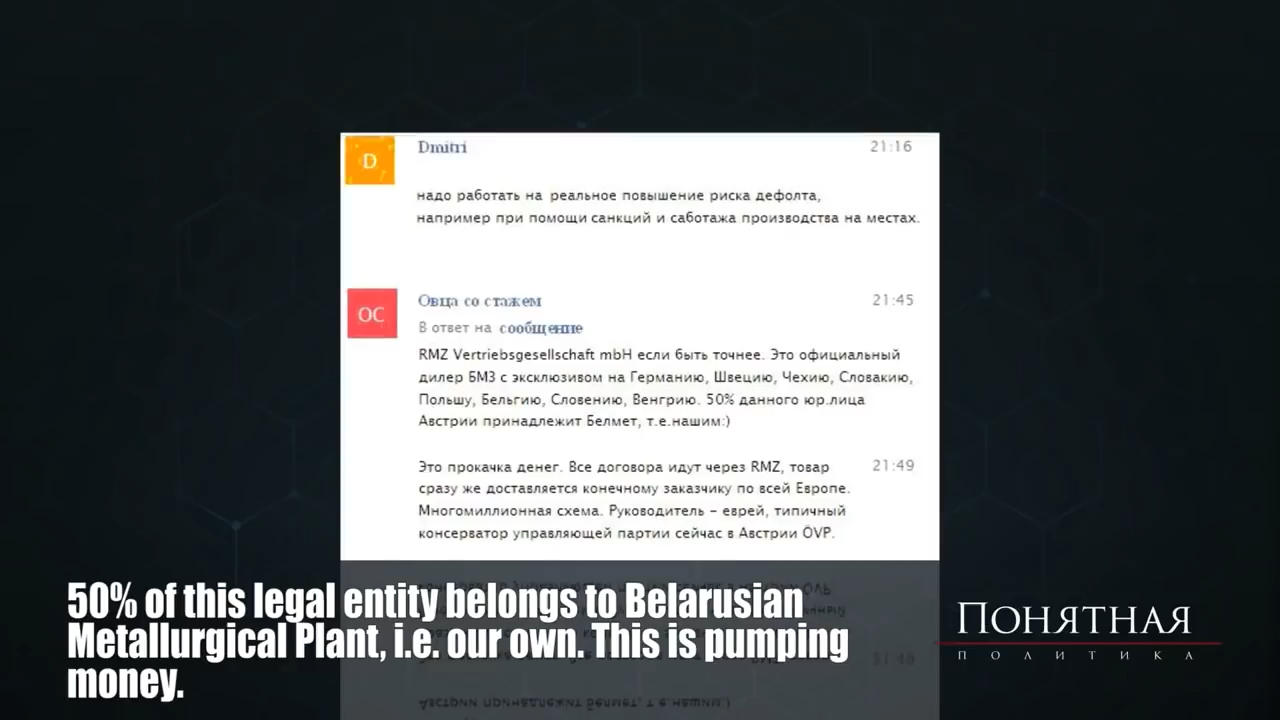 D
Dmitri
21:16
надо работать на реальное повышение риска дефолта,
например при помощи санкций и саботажа производства на местах.
ОС
Овца со стажем
21:45
В ответ на сообщение
RMZ Vertriebsgesellschaft mbH если быть точнее. Это официальный
дилер БМЗ с эксклюзивом на Германию, Швецию, Чехию, Словакию,
Польшу, Бельгию, Словению, Венгрию. 50% данного юр.лица
Австрии принадлежит Белмет, т.е.нашим:)
Это прокачка денег. Все договора идут через RMZ, товар
21:49
сразу же доставляется конечному заказчику по всей Европе.
Многомиллионная схема. Руководитель – еврей, типичный
консерватор управляющей партии сейчас в Австрии ÖVP.
50% of this legal entity belongs to Belarusian
Metallurgical Plant, i.e. our own. This is pumping
money.
Понятная
политика